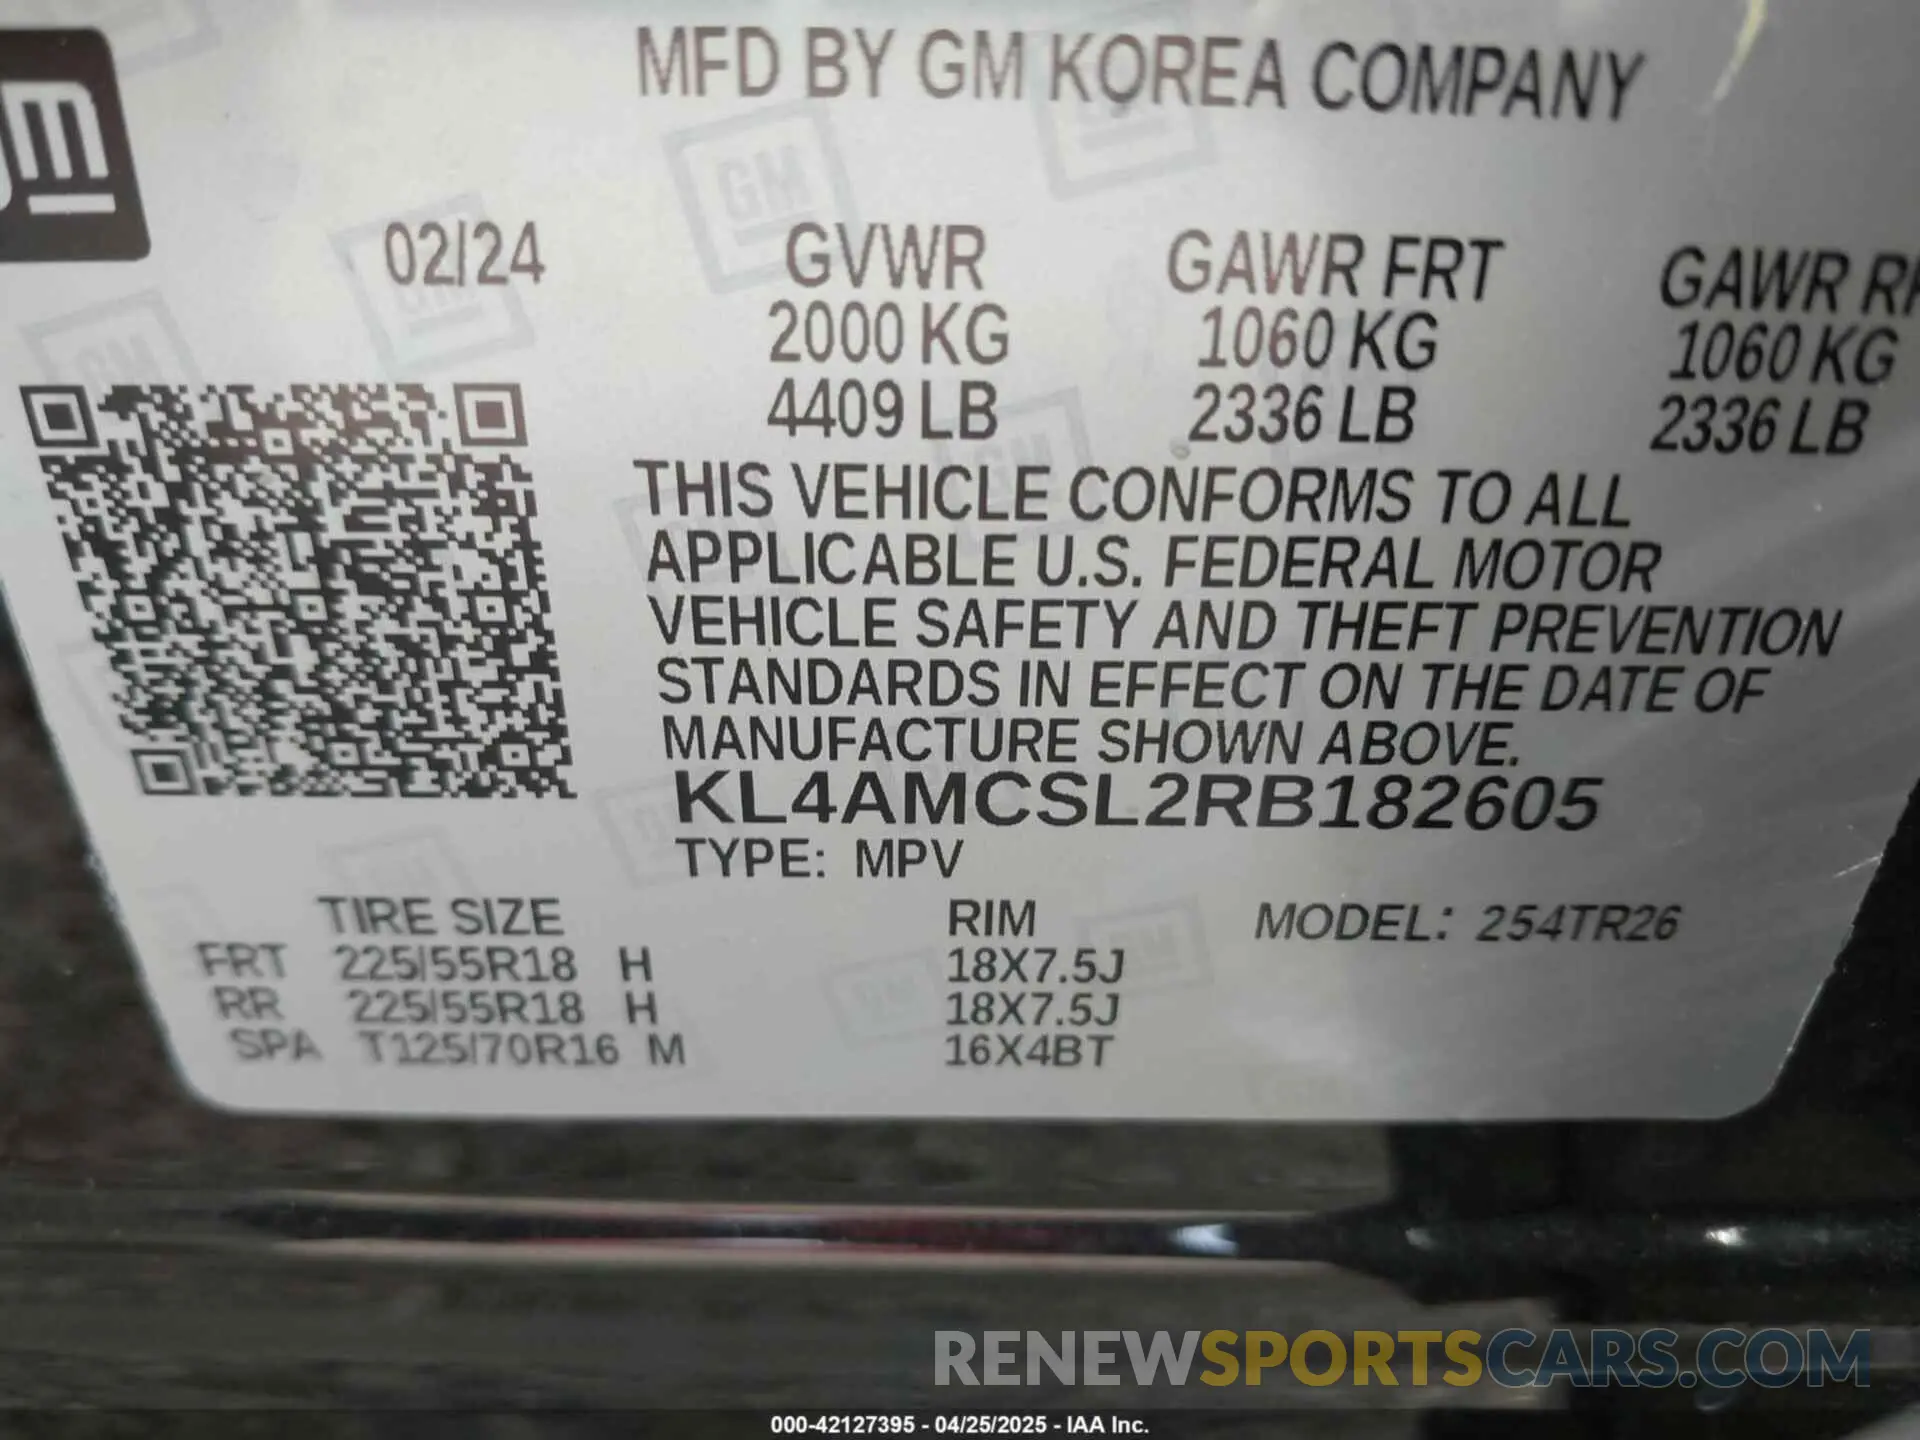 MFD BY GM KOREA COMPANY
GM
02/24 GVWR GAWR FRT GAWR
2000 KG 1060 KG 1060 KG
4409 LB 2336 LB 2336 LB
THIS VEHICLE CONFORMS TO ALL
APPLICABLE U.S. FEDERAL MOTOR
VEHICLE SAFETY AND THEFT PREVENTION
STANDARDS IN EFFECT ON THE DATE OF
MANUFACTURE SHOWN ABOVE.
KL4AMCSL2RB182605
TYPE: MPV
TIRE SIZE RIM MODEL: 254TR26
FRT 225/55R18 H 18X7.5J
RR 225/55R18 H 18X7.5J
SPA T125/70R16 M 16X4BT
RENEWSPORTSCARS.COM
000-42127395 - 04/25/2025 - IAA Inc.